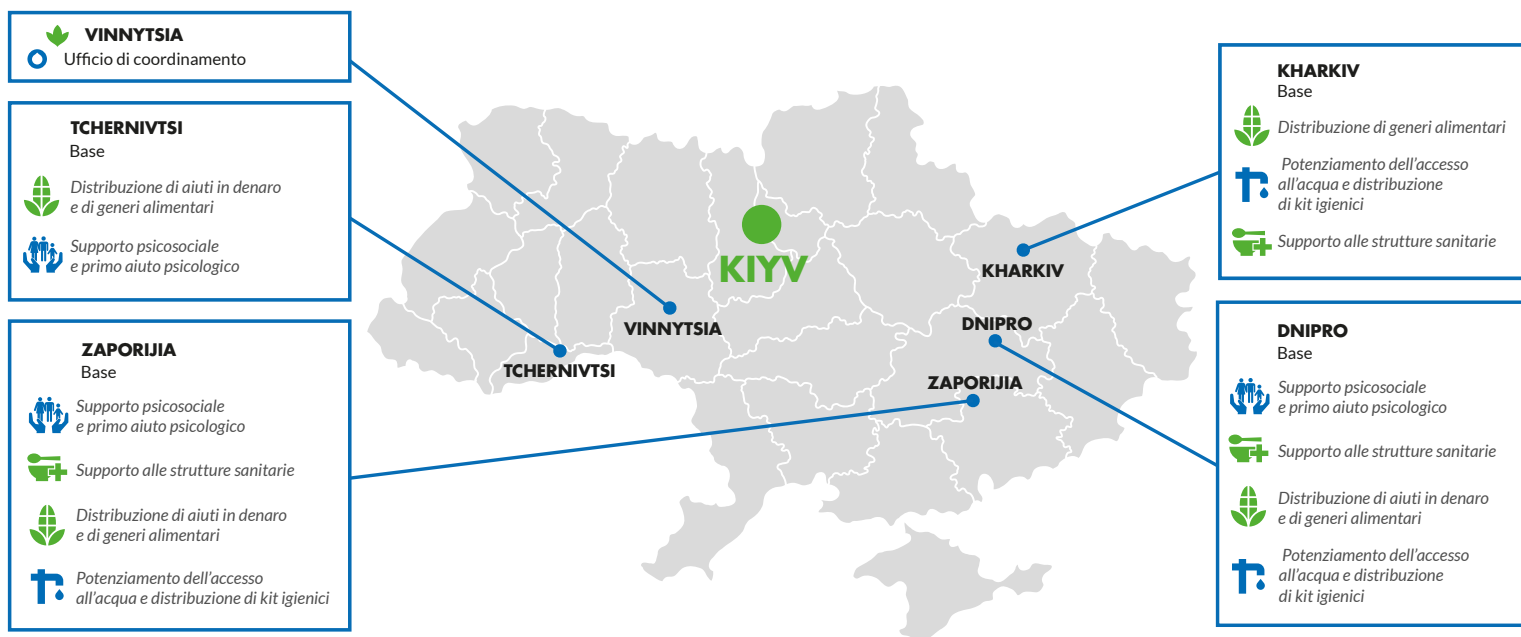 VINNYTSIA
Ufficio di coordinamento
TCHERNIVTSI
Base
Distribuzione di aiuti in denaro
e di generi alimentari
Supporto psicosociale
e primo aiuto psicologico
ZAPORIJIA
Base
Supporto psicosociale
e primo aiuto psicologico
Supporto alle strutture sanitarie
Distribuzione di aiuti in denaro
e di generi alimentari
Potenziamento dell'accesso
all'acqua e distribuzione di kit igienici
KIYV
KHARKIV
VINNYTSIA
DNIPRO
TCHERNIVTSI
ZAPORIJIA
KHARKIV
Base
Distribuzione di generi alimentari
Potenziamento dell'accesso
all'acqua e distribuzione
di kit igienici
Supporto alle strutture sanitarie
DNIPRO
Base
Supporto psicosociale
e primo aiuto psicologico
Supporto alle strutture sanitarie
Distribuzione di aiuti in denaro
e di generi alimentari
Potenziamento dell'accesso
all'acqua e distribuzione
di kit igienici